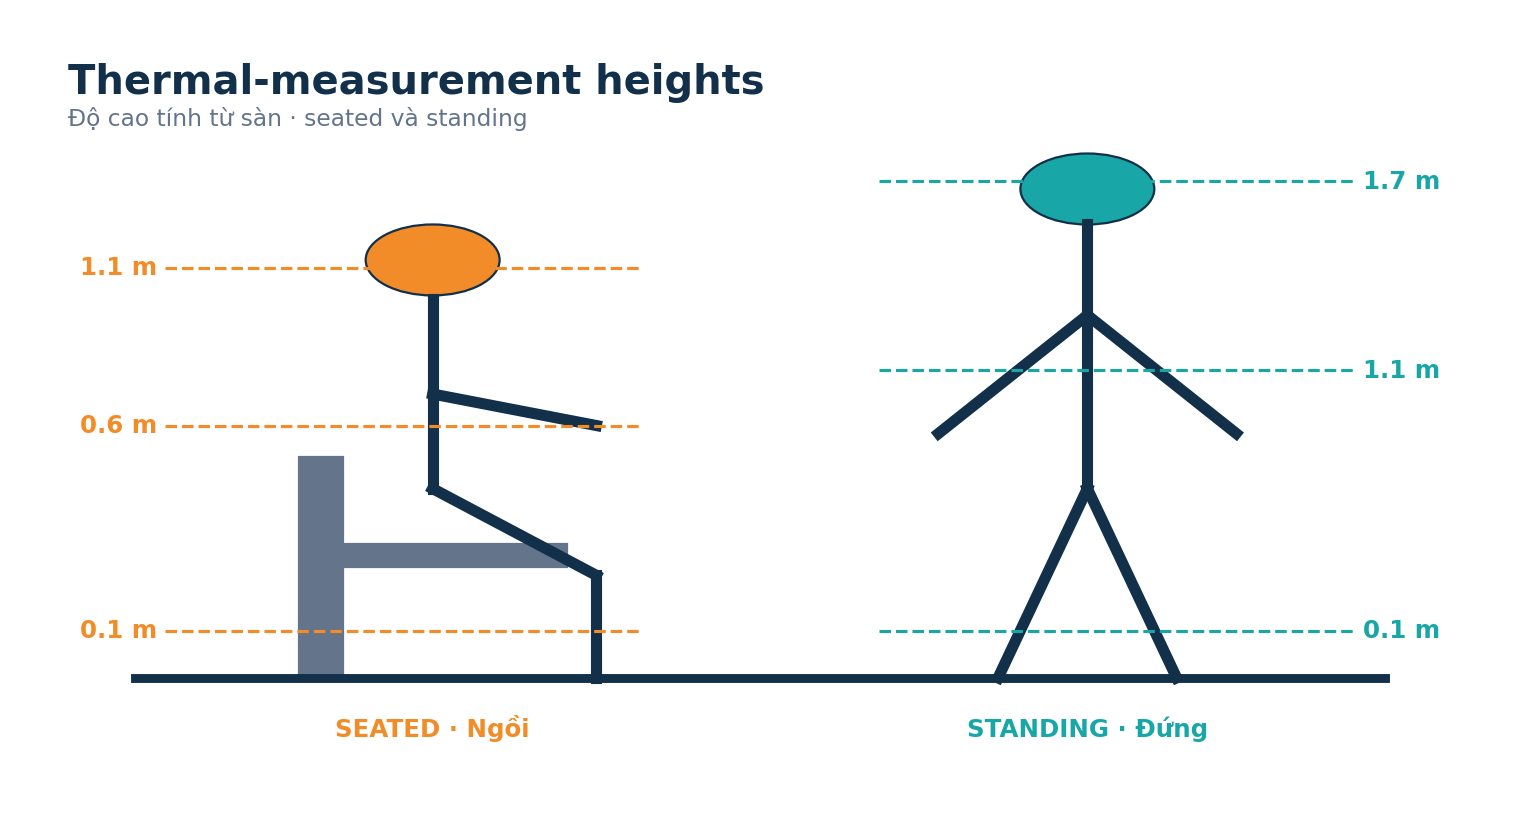 Thermal-measurement heights
Độ cao tính từ sàn · seated và standing
1.7 m
1.1 m
1.1 m
0.6 m
0.1 m
0.1 m
SEATED · Ngồi
STANDING · Đứng